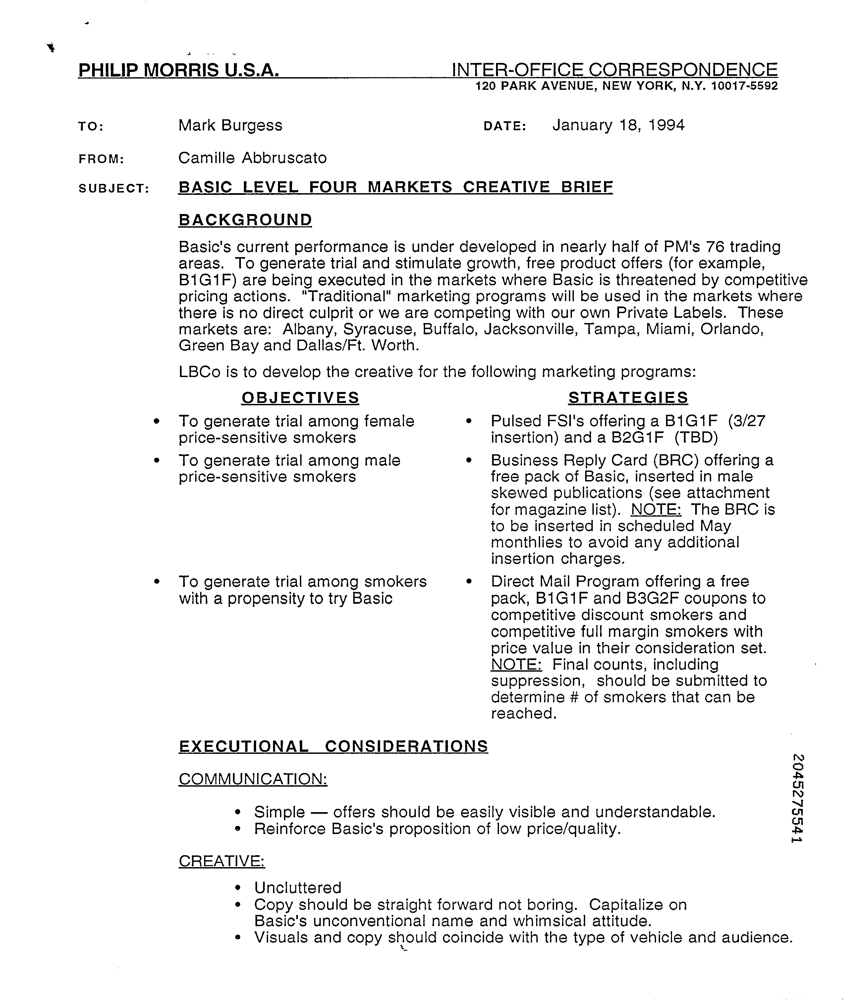 PHILIP MORRIS U.S.A. INTER-OFFICE CORRESPONDENCE
120 PARK AVENUE, NEW YORK, N.Y. 10017-5592
TO: Mark Burgess DATE: January 18, 1994
FROM: Camille Abbruscato
SUBJECT: BASIC LEVEL FOUR MARKETS CREATIVE BRIEF
BACKGROUND
Basic's current performance is under developed in nearly half of PM's 76 trading
areas. To generate trial and stimulate growth, free product offers (for example,
B1G1F) are being executed in the markets where Basic is threatened by competitive
pricing actions. "Traditional" marketing programs will be used in the markets where
there is no direct culprit or we are competing with our own Private Labels. These
markets are: Albany, Syracuse, Buffalo, Jacksonville, Tampa, Miami, Orlando,
Green Bay and Dallas/Ft. Worth.
LBCo is to develop the creative for the following marketing programs:
OBJECTIVES
• To generate trial among female
price-sensitive smokers
• To generate trial among male
price-sensitive smokers
• To generate trial among smokers
with a propensity to try Basic
STRATEGIES
• Pulsed FSI's offering a B1G1F (3/27
insertion) and a B2G1F (TBD)
• Business Reply Card (BRC) offering a
free pack of Basic, inserted in male
skewed publications (see attachment
for magazine list). NOTE: The BRC is
to be inserted in scheduled May
monthlies to avoid any additional
insertion charges.
• Direct Mail Program offering a free
pack, B1G1F and B3G2F coupons to
competitive discount smokers and
competitive full margin smokers with
price value in their consideration set.
NOTE: Final counts, including
suppression, should be submitted to
determine # of smokers that can be
reached.
EXECUTIONAL CONSIDERATIONS
COMMUNICATION:
• Simple — offers should be easily visible and understandable.
• Reinforce Basic's proposition of low price/quality.
CREATIVE:
• Uncluttered
• Copy should be straight forward not boring. Capitalize on
Basic's unconventional name and whimsical attitude.
• Visuals and copy should coincide with the type of vehicle and audience.
2045275541